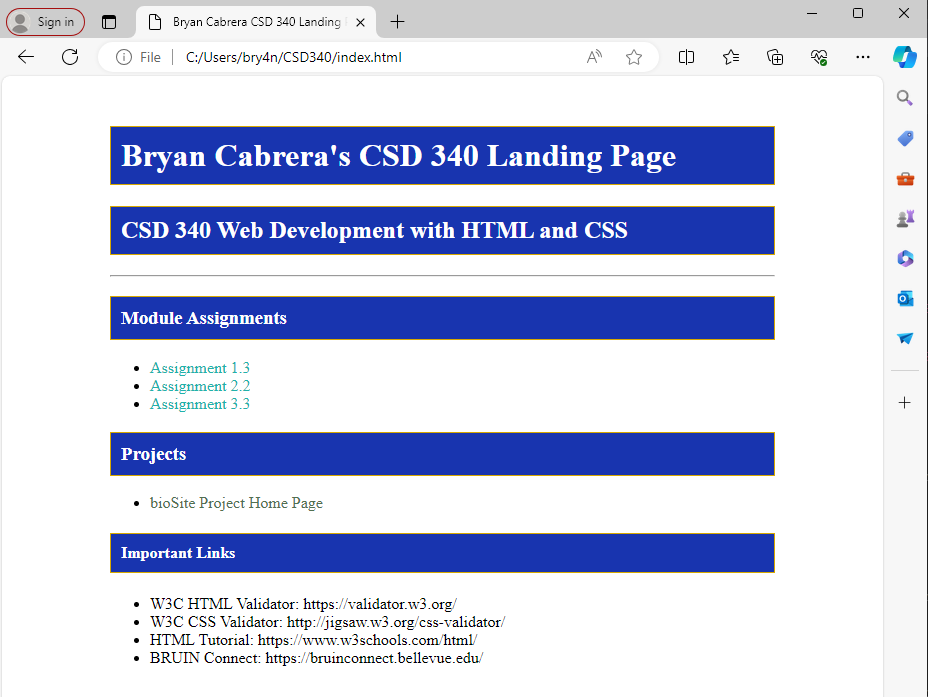 Sign in
Bryan Cabrera CSD 340 Landing
File
C:/Users/bry4n/CSD340/index.html
Bryan Cabrera's CSD 340 Landing Page
CSD 340 Web Development with HTML and CSS
Module Assignments
Assignment 1.3
Assignment 2.2
Assignment 3.3
Projects
bioSite Project Home Page
Important Links
W3C HTML Validator: https://validator.w3.org/
W3C CSS Validator: http://jigsaw.w3.org/css-validator/
HTML Tutorial: https://www.w3schools.com/html/
BRUIN Connect: https://bruinconnect.bellevue.edu/